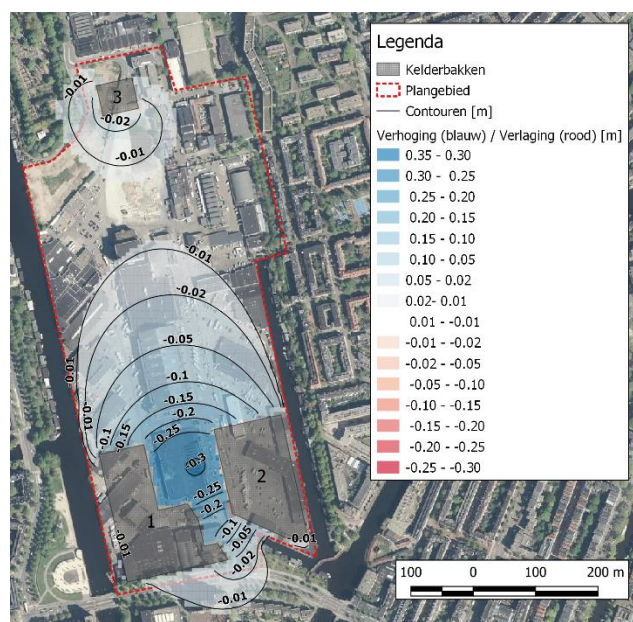 Legenda
Kelderbakken
Plangebied
Contouren [m]
Verhoging (blauw) / Verlaging (rood) [m]
0.35 - 0.30
0.30 - 0.25
0.25 - 0.20
0.20 - 0.15
0.15 - 0.10
0.10 - 0.05
0.05 - 0.02
0.02- 0.01
0.01 - -0.01
-0.01 - -0.02
-0.02 - -0.05
-0.05 - -0.10
-0.10 - -0.15
-0.15 - -0.20
-0.20 - -0.25
-0.25 - -0.30
-0.01
3
-0.02
-0.01
-0.01
-0.02
-0.05
-0.01
-0.1
-0.15
-0.01
-0.2
-0.1
-0.15
-0.25
-0.3
2
-0.25
-0.2
1
-0.1
-0.05
-0.01
-0.01
-0.02
-0.01
100 0 100 200 m